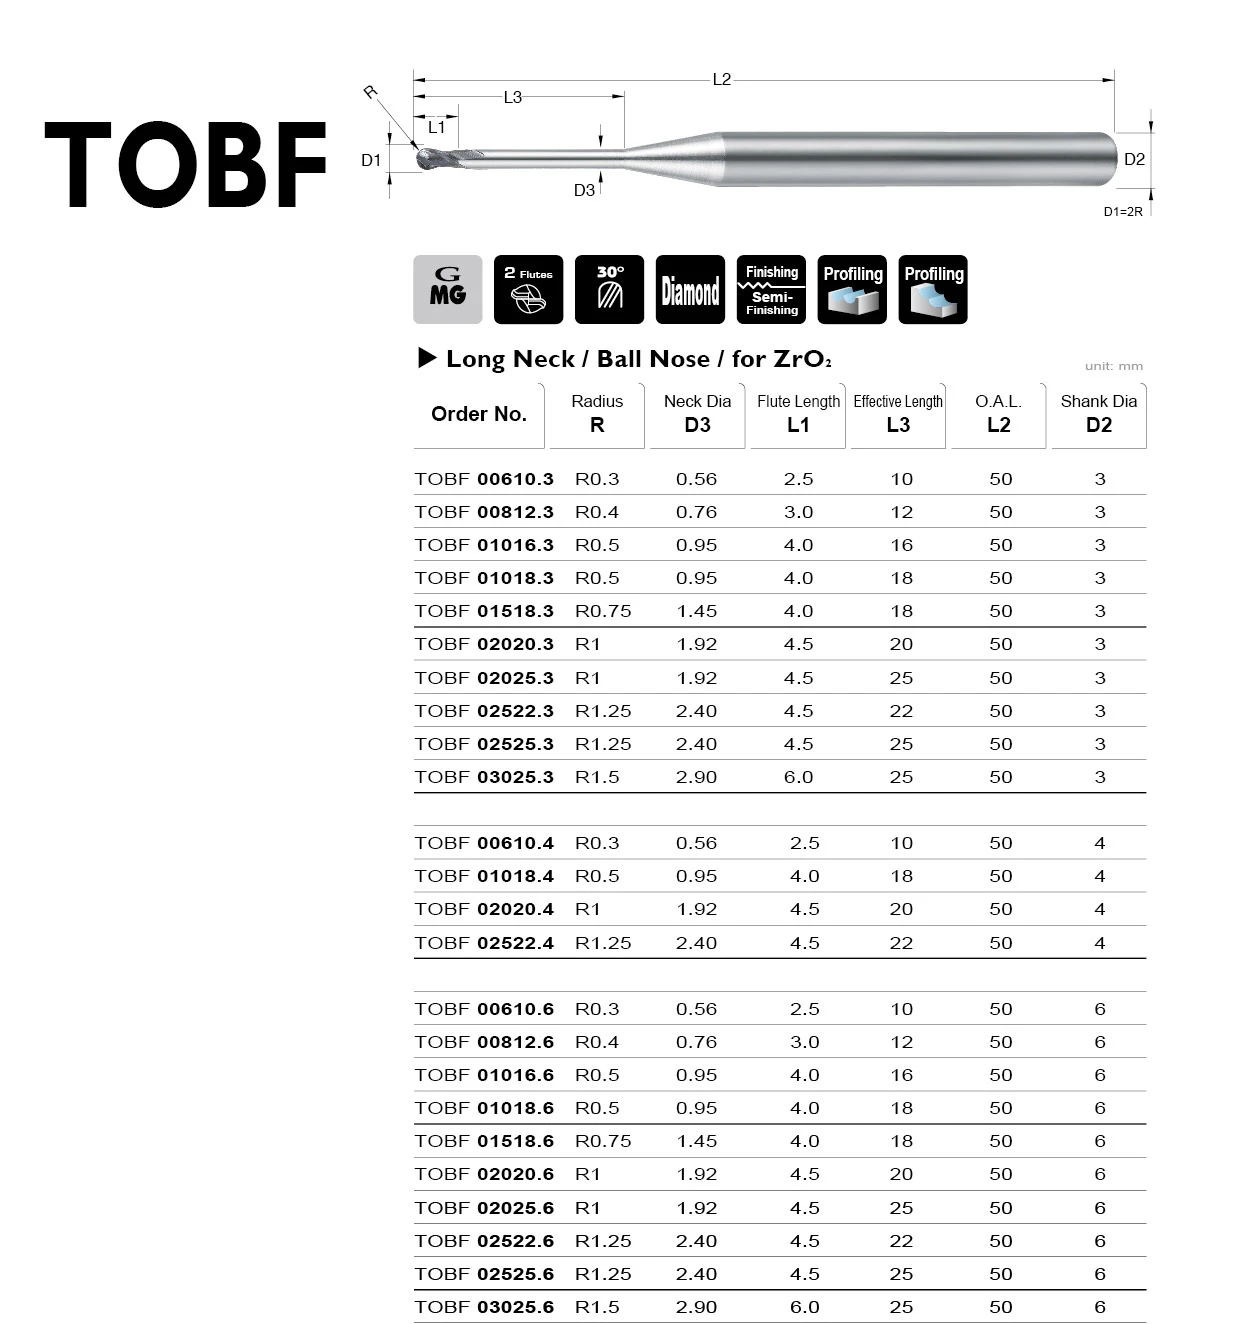 TOBF
R
L2
L3
L1
D1
D3
D2
D1=2R
G
MG
2 Flutes
30°
Diamond
Finishing
Semi-
Finishing
Profiling
Profiling
▶ Long Neck / Ball Nose / for ZrO₂
unit: mm
Order No. Radius R Neck Dia D3 Flute Length L1 Effective Length L3 O.A.L. L2 Shank Dia D2
TOBF 00610.3 R0.3 0.56 2.5 10 50 3
TOBF 00812.3 R0.4 0.76 3.0 12 50 3
TOBF 01016.3 R0.5 0.95 4.0 16 50 3
TOBF 01018.3 R0.5 0.95 4.0 18 50 3
TOBF 01518.3 R0.75 1.45 4.0 18 50 3
TOBF 02020.3 R1 1.92 4.5 20 50 3
TOBF 02025.3 R1 1.92 4.5 25 50 3
TOBF 02522.3 R1.25 2.40 4.5 22 50 3
TOBF 02525.3 R1.25 2.40 4.5 25 50 3
TOBF 03025.3 R1.5 2.90 6.0 25 50 3
TOBF 00610.4 R0.3 0.56 2.5 10 50 4
TOBF 01018.4 R0.5 0.95 4.0 18 50 4
TOBF 02020.4 R1 1.92 4.5 20 50 4
TOBF 02522.4 R1.25 2.40 4.5 22 50 4
TOBF 00610.6 R0.3 0.56 2.5 10 50 6
TOBF 00812.6 R0.4 0.76 3.0 12 50 6
TOBF 01016.6 R0.5 0.95 4.0 16 50 6
TOBF 01018.6 R0.5 0.95 4.0 18 50 6
TOBF 01518.6 R0.75 1.45 4.0 18 50 6
TOBF 02020.6 R1 1.92 4.5 20 50 6
TOBF 02025.6 R1 1.92 4.5 25 50 6
TOBF 02522.6 R1.25 2.40 4.5 22 50 6
TOBF 02525.6 R1.25 2.40 4.5 25 50 6
TOBF 03025.6 R1.5 2.90 6.0 25 50 6